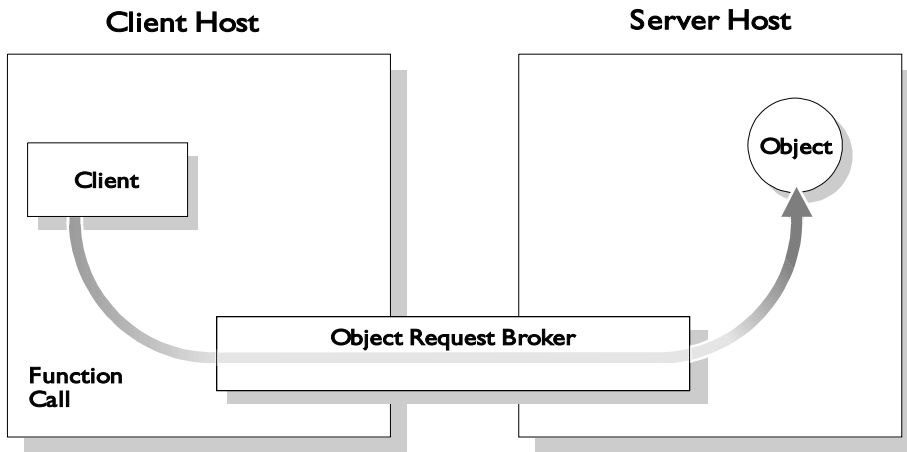 Client Host
Server Host
Client
Object
Object Request Broker
Function
Call